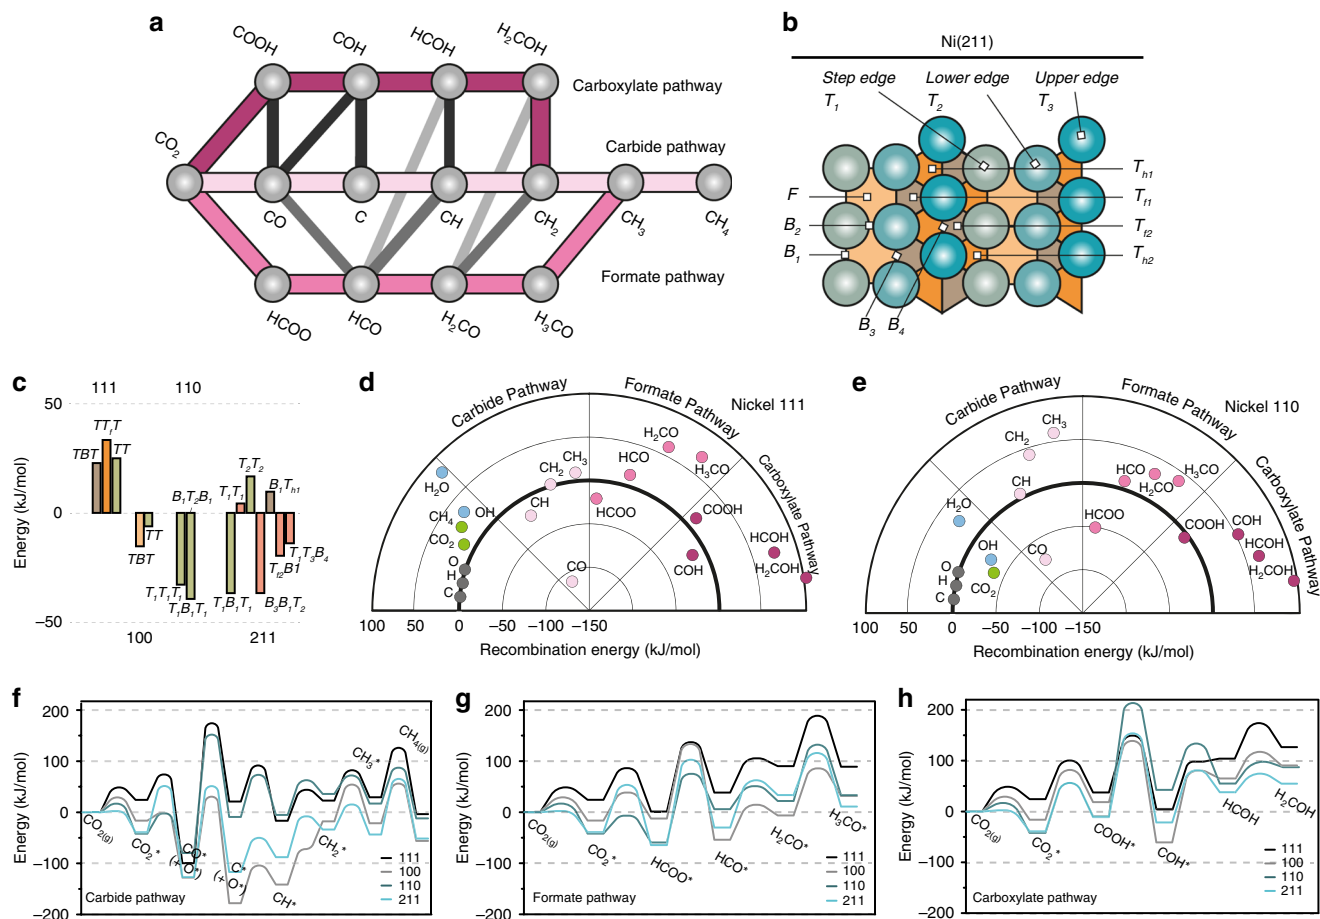 a
COOH
COH
HCOH
H2COH
Carboxylate pathway
CO2
Carbide pathway
CO
C
CH
CH2
CH3
CH4
Formate pathway
HCOO
HCO
H2CO
H3CO
b
Ni(211)
Step edge
Lower edge
Upper edge
T1
T2
T3
Th1
F
Tf1
B2
Tf2
B1
Th2
B3
B4
c
111
110
50
TTfT
TBT
TT
T2T2
B1Th1
B1T2B1
T1T1
Energy (kJ/mol)
0
TT
TBT
T1T3B4
Tf2B1
T1T1T1
T1B1T1
T1B1T1
B3B1T2
–50
100
211
d
Carbide Pathway
Formate Pathway
Carboxylate Pathway
Nickel 111
H2CO
CH3
HCO
H3CO
CH2
H2O
CH
HCOO
COOH
OH
CH4
CO2
HCOH
H2COH
COH
O
H
C
CO
100
50
0
–50
–100
–150
Recombination energy (kJ/mol)
e
Carbide Pathway
Formate Pathway
Carboxylate Pathway
Nickel 110
CH3
CH2
HCO
H3CO
H2CO
CH
H2O
HCOO
COOH
COH
HCOH
H2COH
OH
CO
O
H
C
CO2
100
50
0
–50
–100
–150
Recombination energy (kJ/mol)
f
200
100
0
–100
–200
Energy (kJ/mol)
CO2(g)
CO2*
CO*
(+ O*)
C*
(+ O*)
CH*
CH2*
CH3*
CH4(g)
111
100
110
211
Carbide pathway
g
200
100
0
–100
–200
Energy (kJ/mol)
CO2(g)
CO2*
HCOO*
HCO*
H2CO*
H3CO*
111
100
110
211
Formate pathway
h
200
100
0
–100
–200
Energy (kJ/mol)
CO2(g)
CO2*
COOH*
COH*
HCOH
H2COH
111
100
110
211
Carboxylate pathway